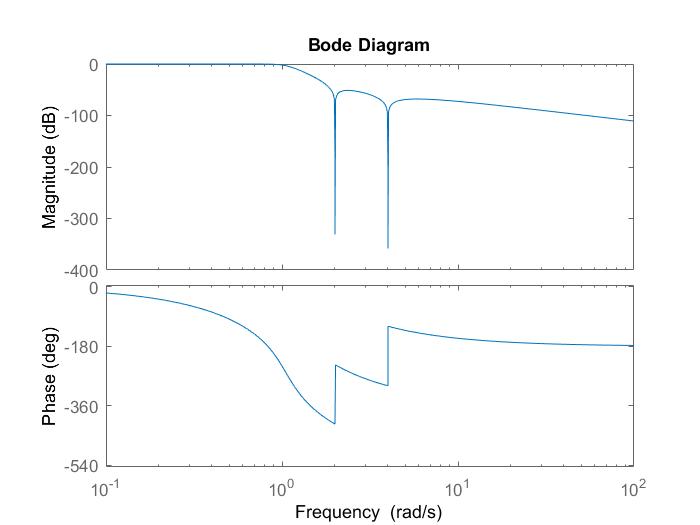 Bode Diagram
Magnitude (dB)
0
-100
-200
-300
-400
Phase (deg)
0
-180
-360
-540
10^-1 10^0 10^1 10^2
Frequency (rad/s)